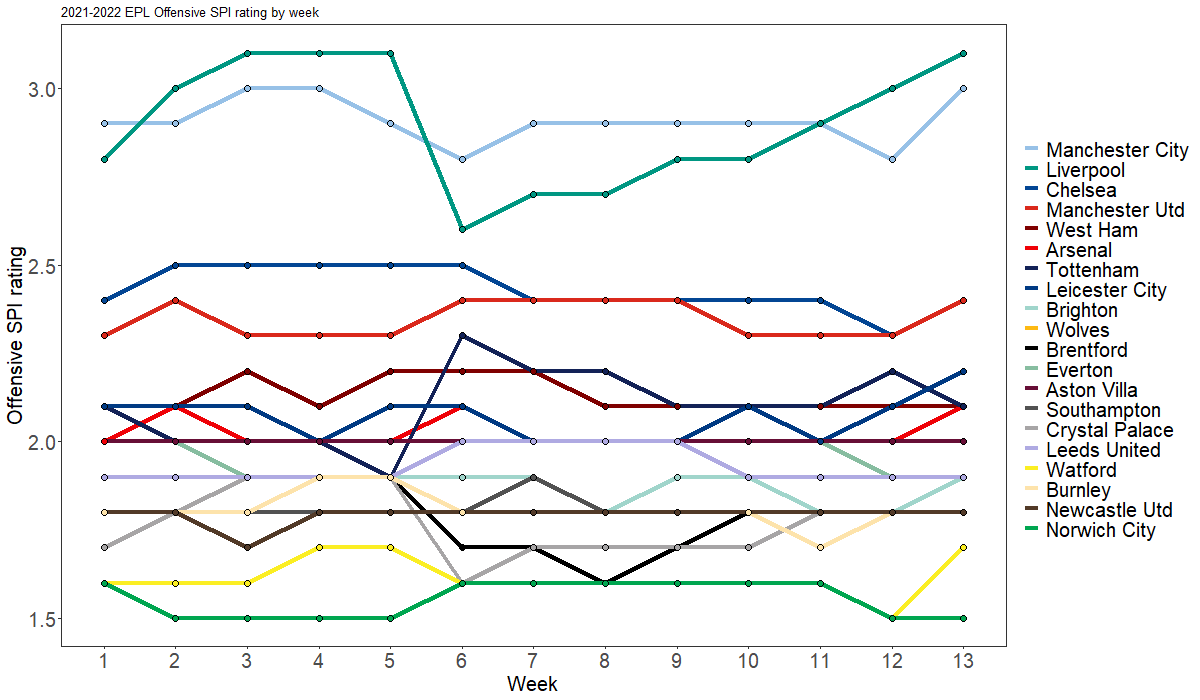 2021-2022 EPL Offensive SPI rating by week
Offensive SPI rating
3.0
2.5
2.0
1.5
1 2 3 4 5 6 7 8 9 10 11 12 13
Week
Manchester City
Liverpool
Chelsea
Manchester Utd
West Ham
Arsenal
Tottenham
Leicester City
Brighton
Wolves
Brentford
Everton
Aston Villa
Southampton
Crystal Palace
Leeds United
Watford
Burnley
Newcastle Utd
Norwich City